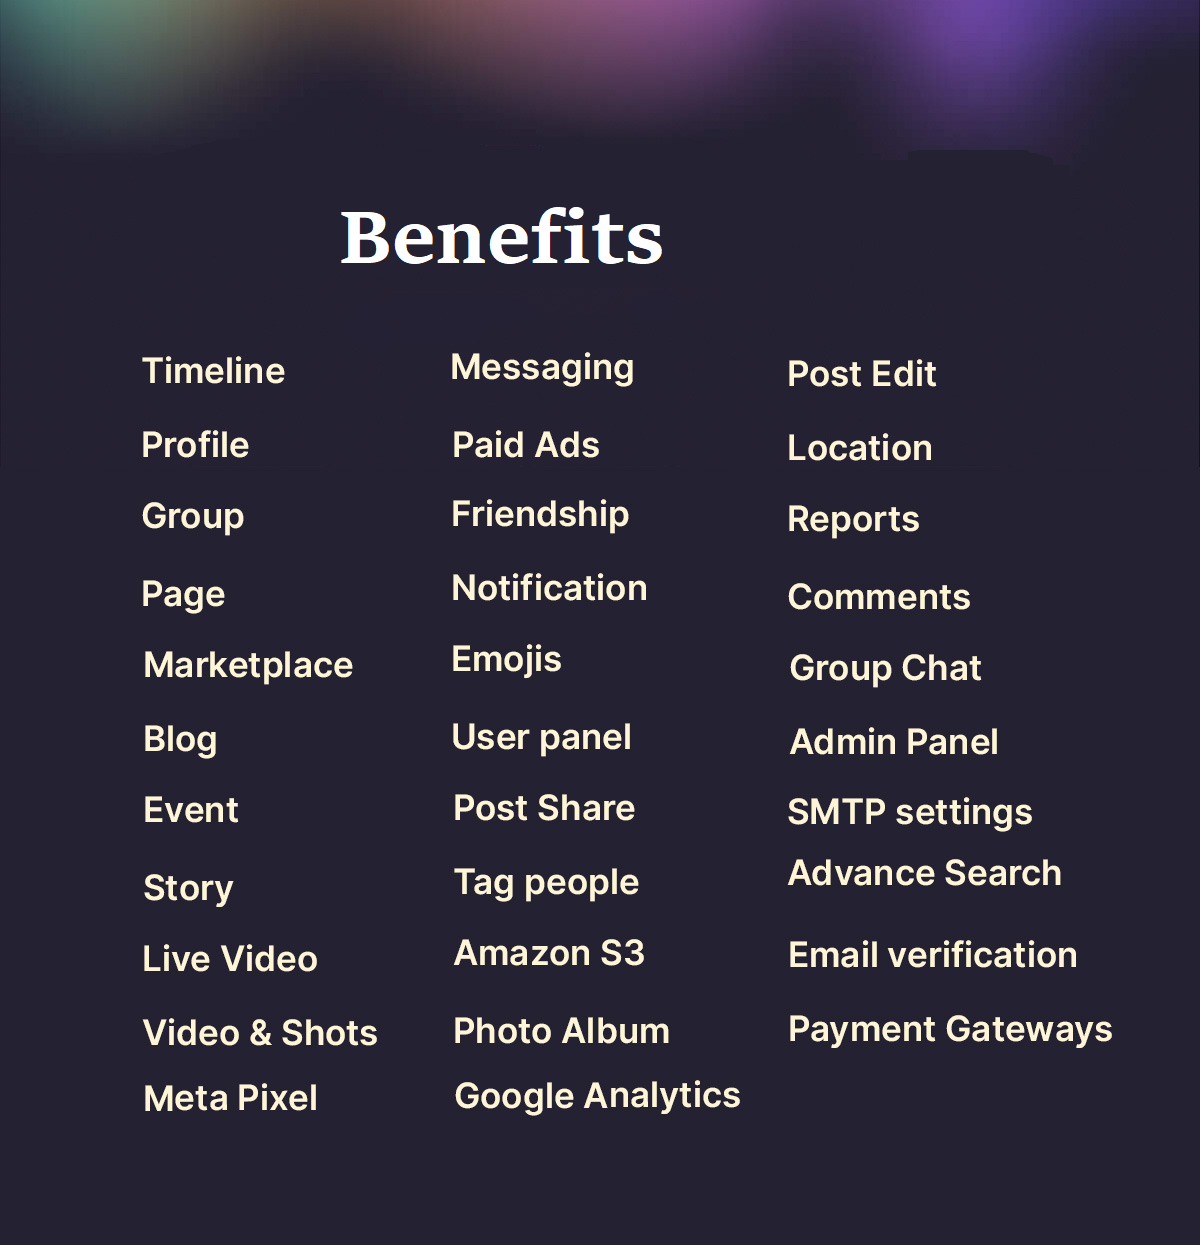 Benefits
Timeline
Profile
Group
Page
Marketplace
Blog
Event
Story
Live Video
Video & Shots
Meta Pixel
Messaging
Paid Ads
Friendship
Notification
Emojis
User panel
Post Share
Tag people
Amazon S3
Photo Album
Google Analytics
Post Edit
Location
Reports
Comments
Group Chat
Admin Panel
SMTP settings
Advance Search
Email verification
Payment Gateways